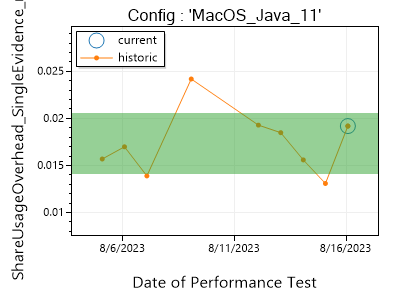 Config : 'MacOS_Java_11'
current
historic
ShareUsageOverhead_SingleEvidence_
0.025
0.02
0.015
0.01
8/6/2023
8/11/2023
8/16/2023
Date of Performance Test